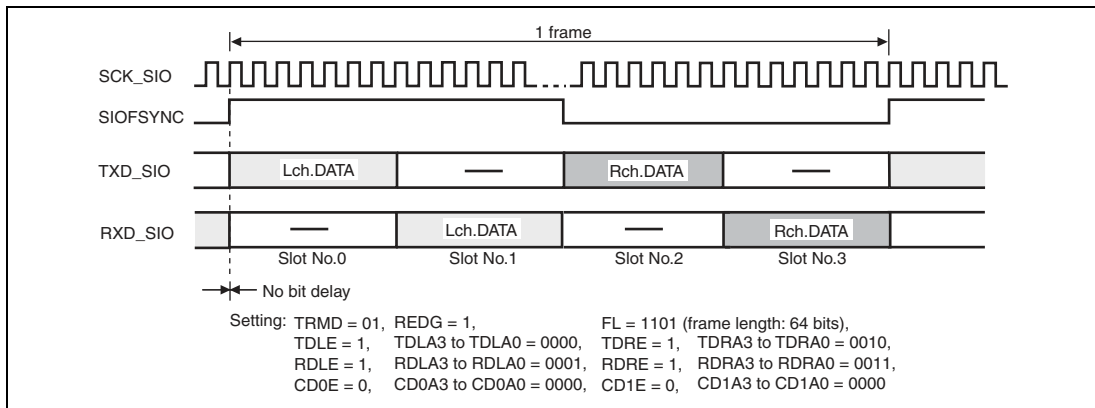 1 frame
SCK_SIO
SIOFSYNC
TXD_SIO Lch.DATA — Rch.DATA —
RXD_SIO — Lch.DATA — Rch.DATA
Slot No.0 Slot No.1 Slot No.2 Slot No.3
No bit delay
Setting: TRMD = 01, REDG = 1, FL = 1101 (frame length: 64 bits),
TDLE = 1, TDLA3 to TDLA0 = 0000, TDRE = 1, TDRA3 to TDRA0 = 0010,
RDLE = 1, RDLA3 to RDLA0 = 0001, RDRE = 1, RDRA3 to RDRA0 = 0011,
CD0E = 0, CD0A3 to CD0A0 = 0000, CD1E = 0, CD1A3 to CD1A0 = 0000